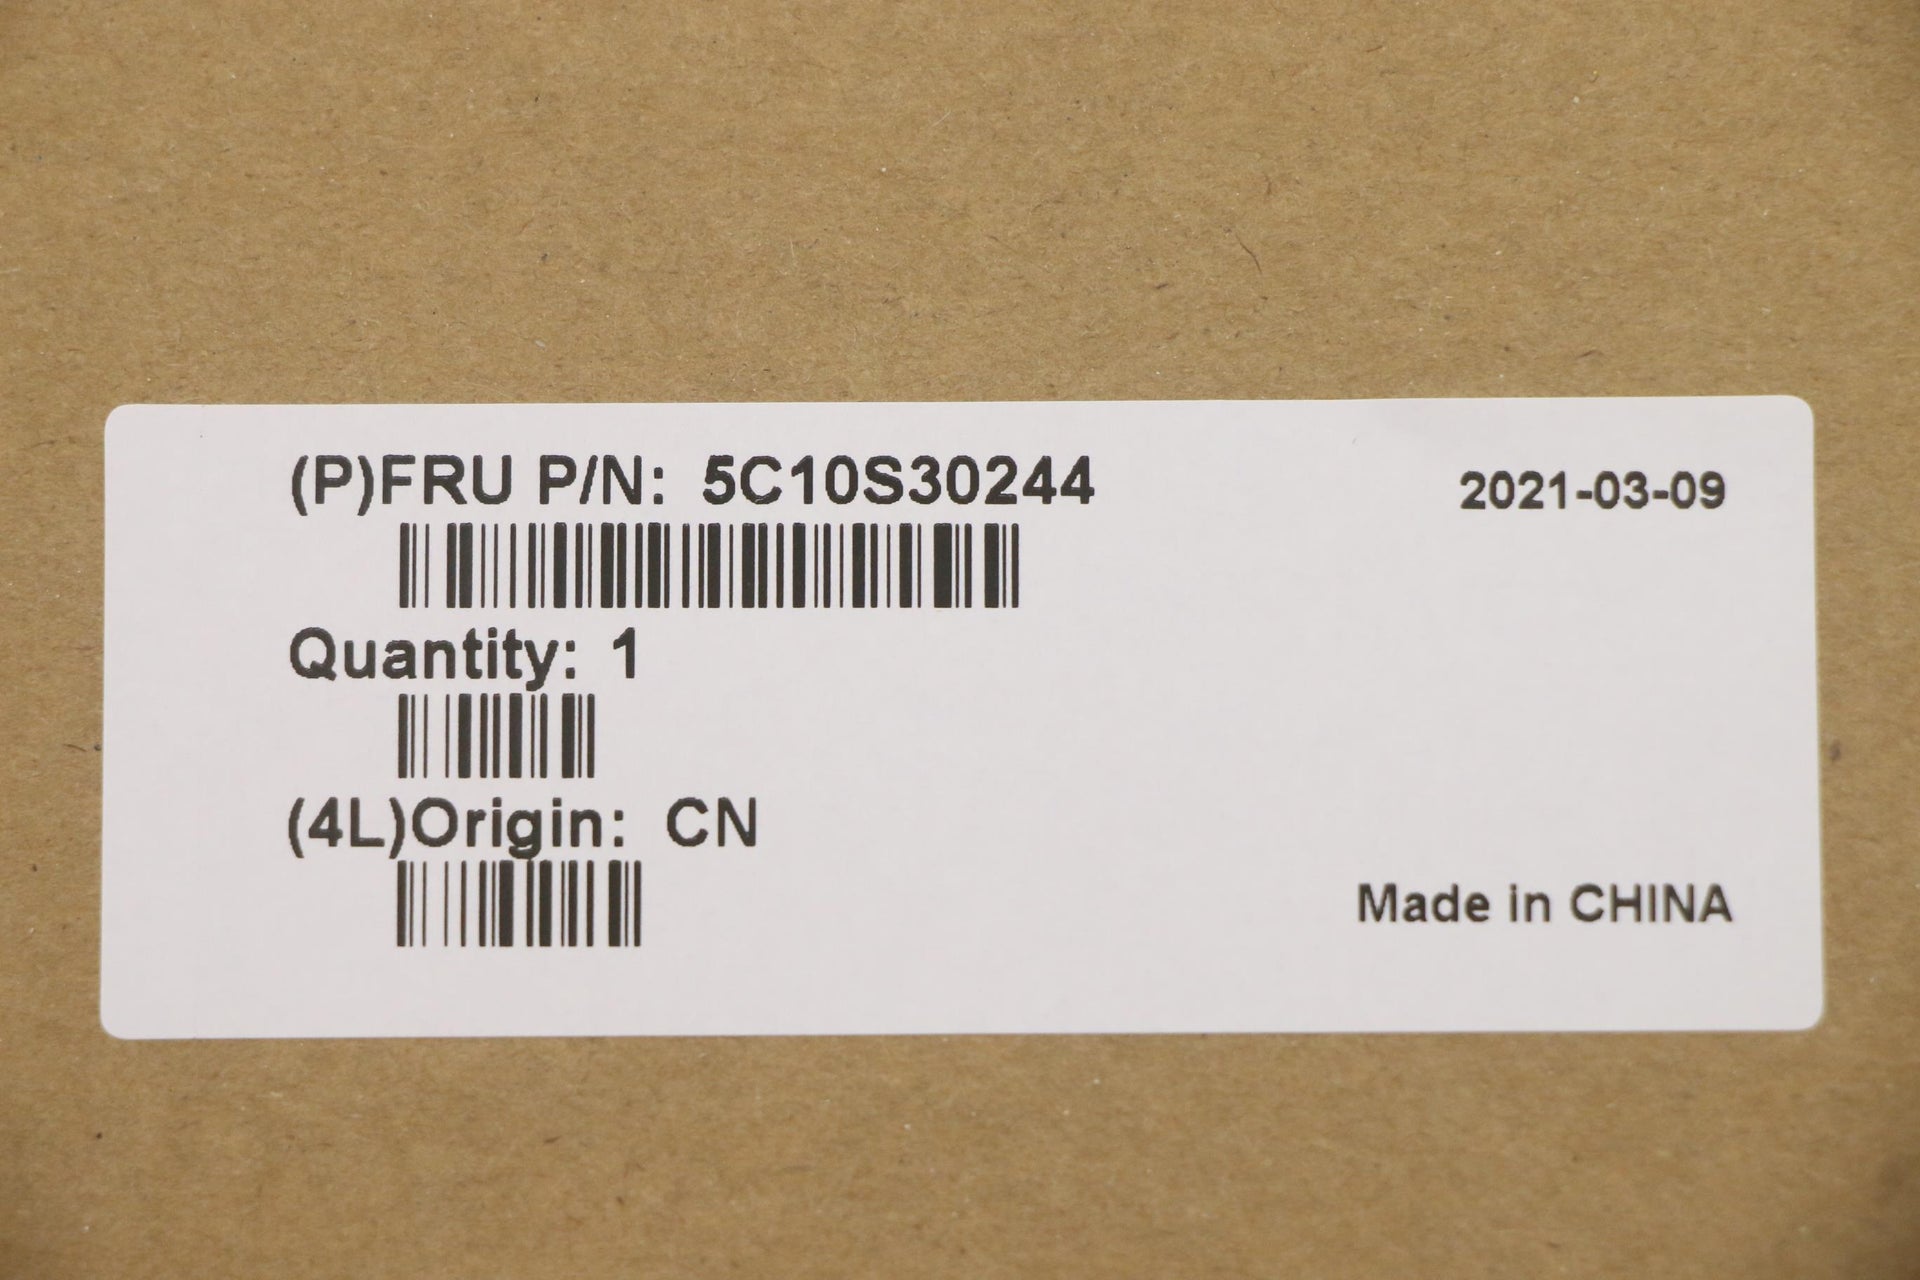 (P)FRU P/N: 5C10S30244
2021-03-09
Quantity: 1
(4L)Origin: CN
Made in CHINA